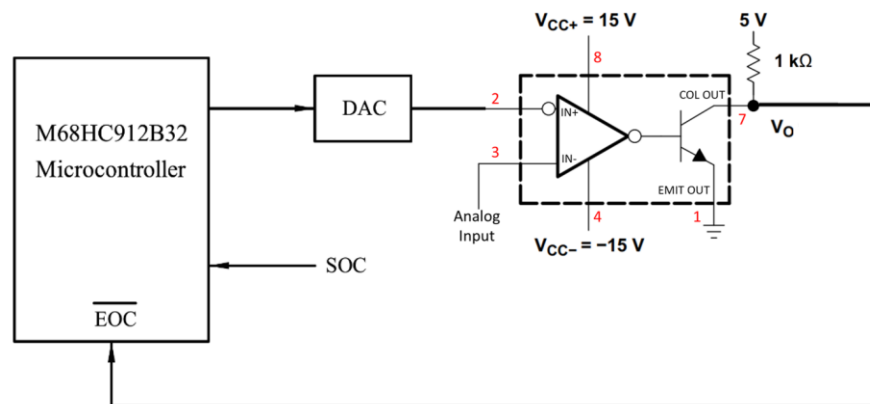 M68HC912B32
Microcontroller
EOC
SOC
DAC
2
3
Analog
Input
V_CC+ = 15 V
8
IN+
IN-
4
V_CC− = −15 V
COL OUT
EMIT OUT
1
7
5 V
1 kΩ
V_O